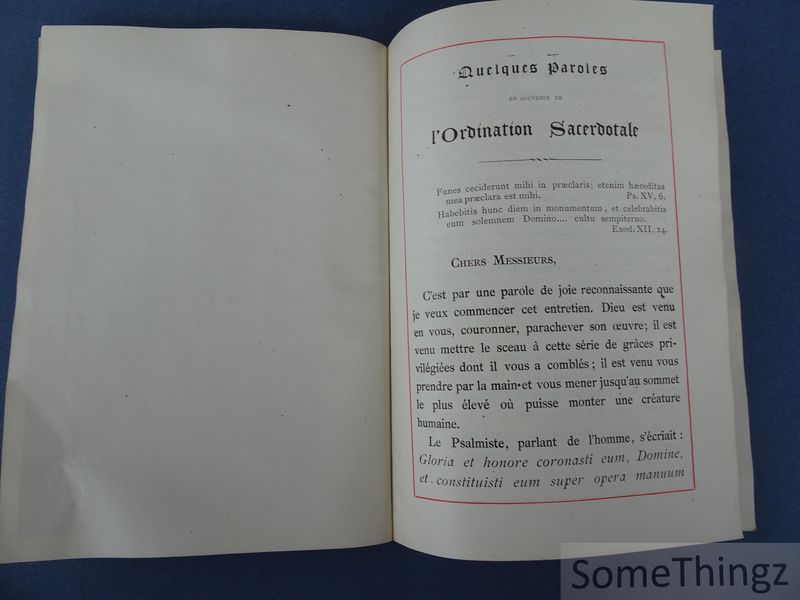 Quelques Paroles
EN SOUVENIR DE
l'Ordination Sacerdotale
Funes ceciderunt mihi in præclaris; etenim hæreditas
mea præclara est mihi. Ps. XV, 6.
Habebitis hunc diem in monumentum, et celebrabitis
eum solemnem Domino.... cultu sempiterno.
Exod. XII, 14.
CHERS MESSIEURS,
C'est par une parole de joie reconnaissante que
je veux commencer cet entretien. Dieu est venu
en vous, couronner, parachever son œuvre; il est
venu mettre le sceau à cette série de grâces pri-
vilégiées dont il vous a comblés; il est venu vous
prendre par la main et vous mener jusqu'au sommet
le plus élevé où puisse monter une créature
humaine.
Le Psalmiste, parlant de l'homme, s'écriait :
Gloria et honore coronasti eum, Domine,
et constituisti eum super opera manuum
SomeThingz